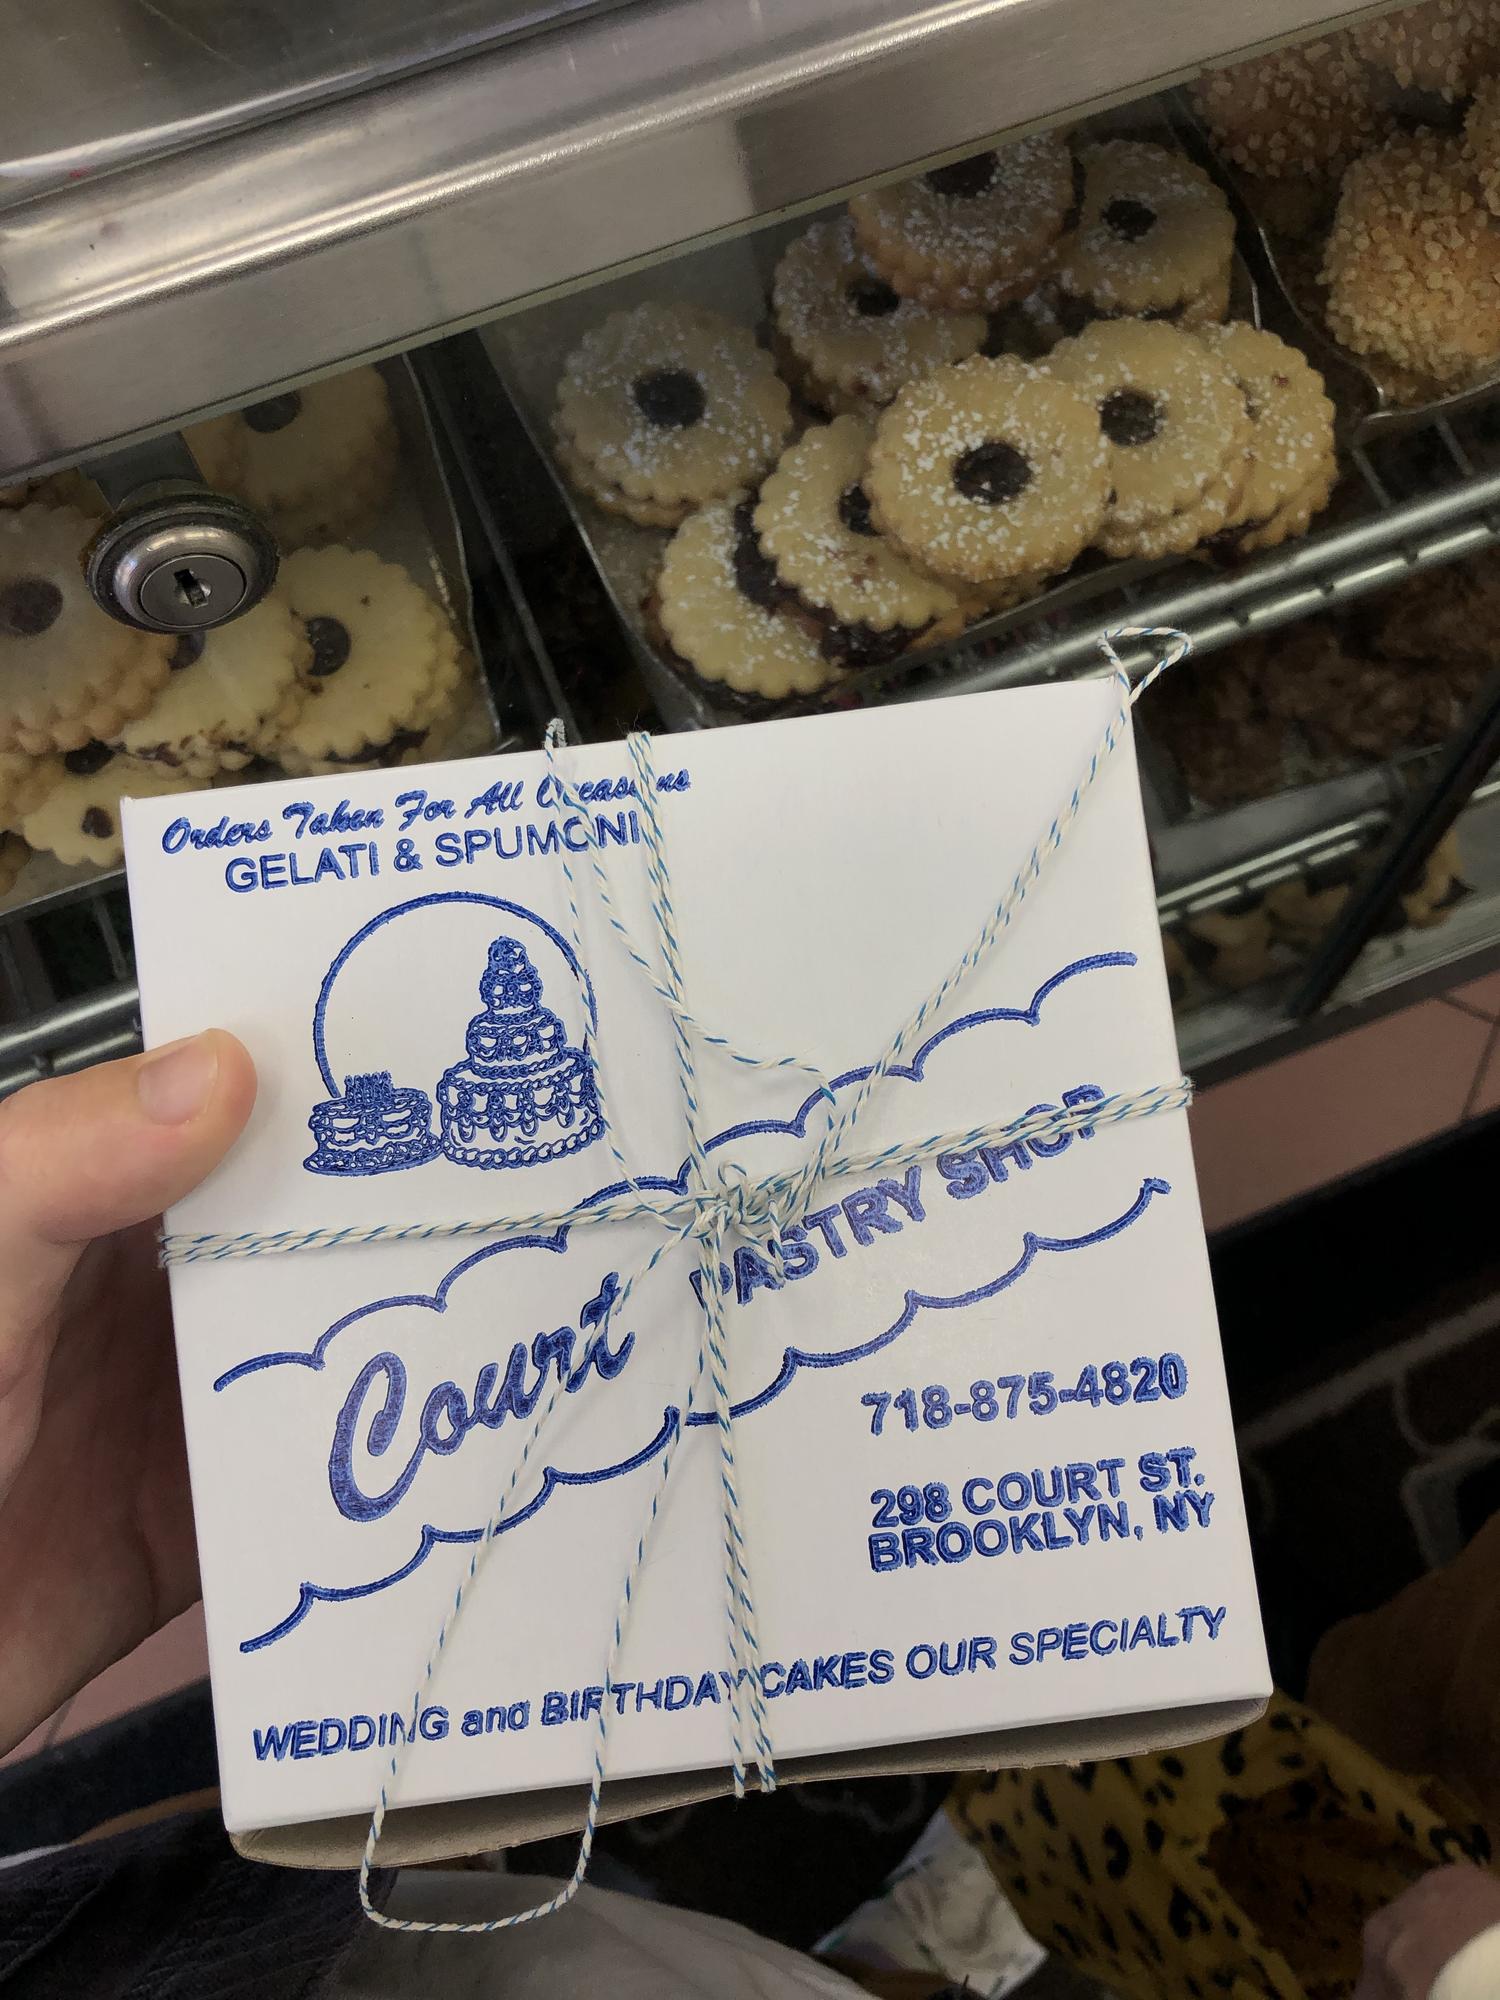 Orders Taken For All Occasions
GELATI & SPUMONI
Court PASTRY SHOP
718-875-4820
298 COURT ST.
BROOKLYN, NY
WEDDING and BIRTHDAY CAKES OUR SPECIALTY